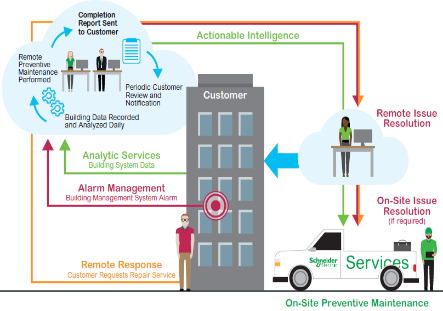 Completion
Report Sent
to Customer
Actionable Intelligence
Remote
Preventive
Maintenance
Performed
Periodic Customer
Review and
Notification
Building Data Recorded
and Analyzed Daily
Customer
Remote Issue
Resolution
Analytic Services
Building System Data
Alarm Management
Building Management System Alarm
On-Site Issue
Resolution
(if required)
Remote Response
Customer Requests Repair Service
Schneider
Electric
Services
On-Site Preventive Maintenance